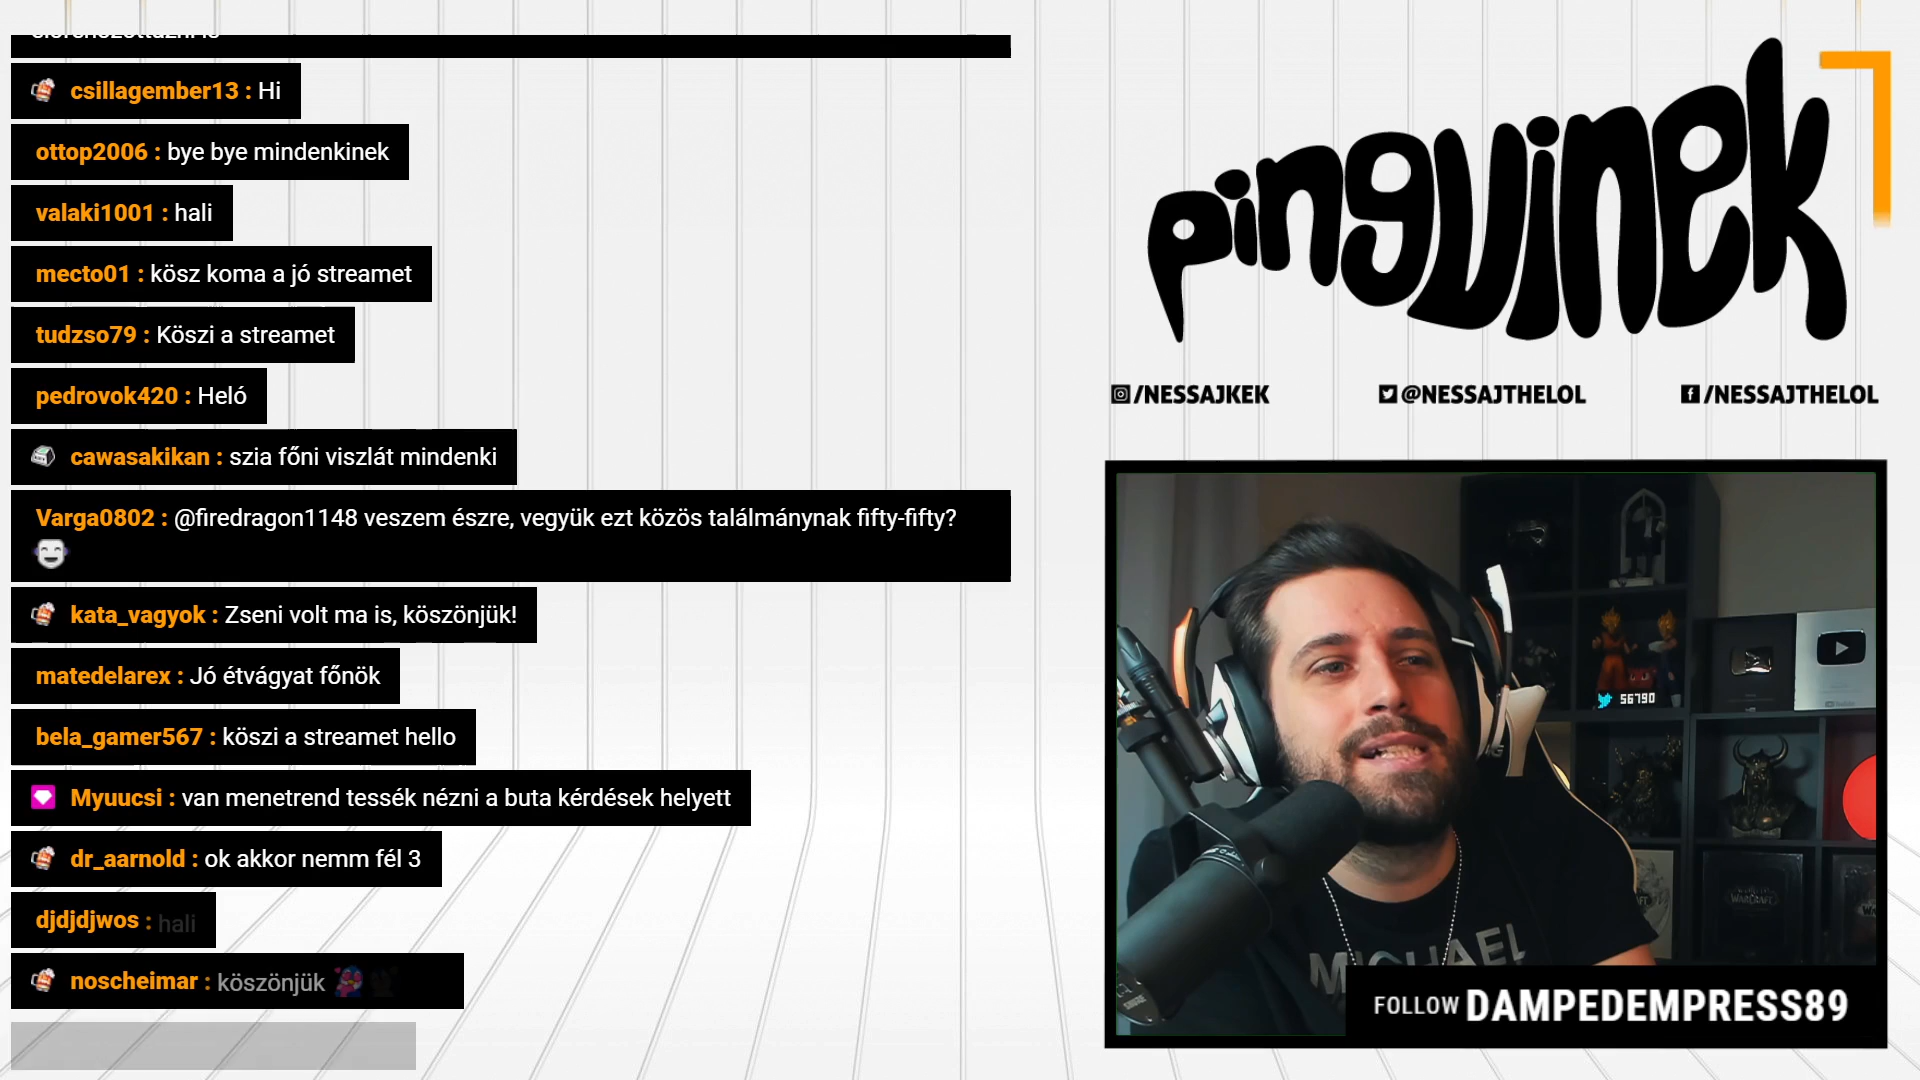 csillagember13 : Hi
ottop2006 : bye bye mindenkinek
valaki1001 : hali
mecto01 : kösz koma a jó streamet
tudzso79 : Köszi a streamet
pedrovok420 : Heló
cawasakikan : szia főni viszlát mindenki
Varga0802 : @firedragon1148 veszem észre, vegyük ezt közös találmánynak fifty-fifty?
kata_vagyok : Zseni volt ma is, köszönjük!
matedelarex : Jó étvágyat főnök
bela_gamer567 : köszi a streamet hello
Myuucsi : van menetrend tessék nézni a buta kérdések helyett
dr_aarnold : ok akkor nemm fél 3
djdjdjwos : hali
noscheimar : köszönjük
pingvinek
/NESSAJKEK
@NESSAJTHELOL
/NESSAJTHELOL
56790
WARCRAFT
MICHAEL
FOLLOW DAMPEDEMPRESS89